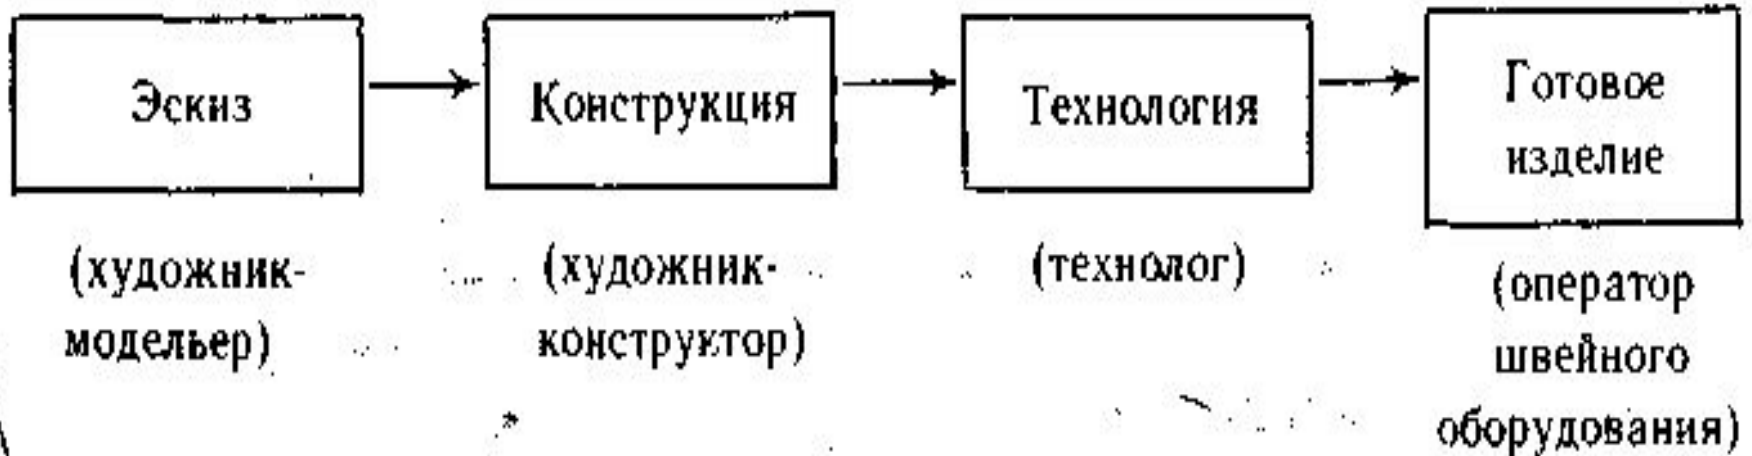 Эскиз
(художник-
модельер)
Конструкция
(художник-
конструктор)
Технология
(технолог)
Готовое
изделие
(оператор
швейного
оборудования)